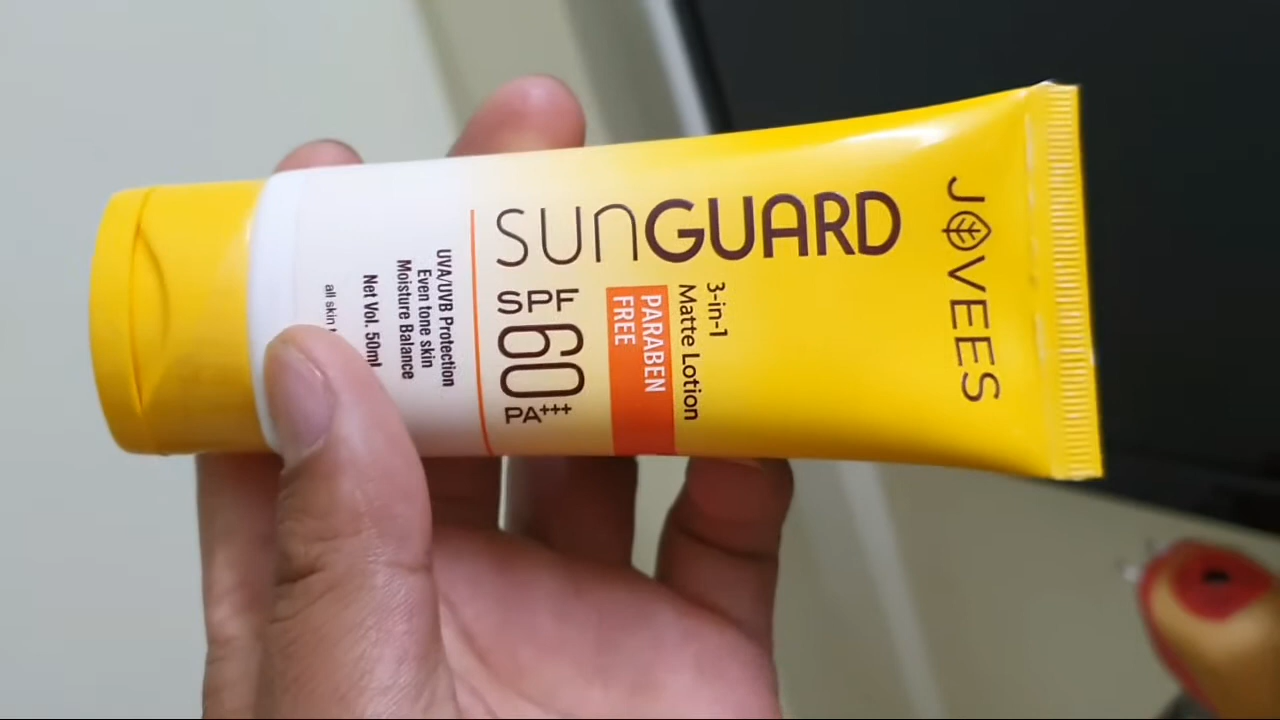 JOVEES
SUNGUARD
3-in-1
Matte Lotion
PARABEN
FREE
SPF
60
PA+++
UVA/UVB Protection
Even tone skin
Moisture Balance
Net Vol. 50ml
all skin